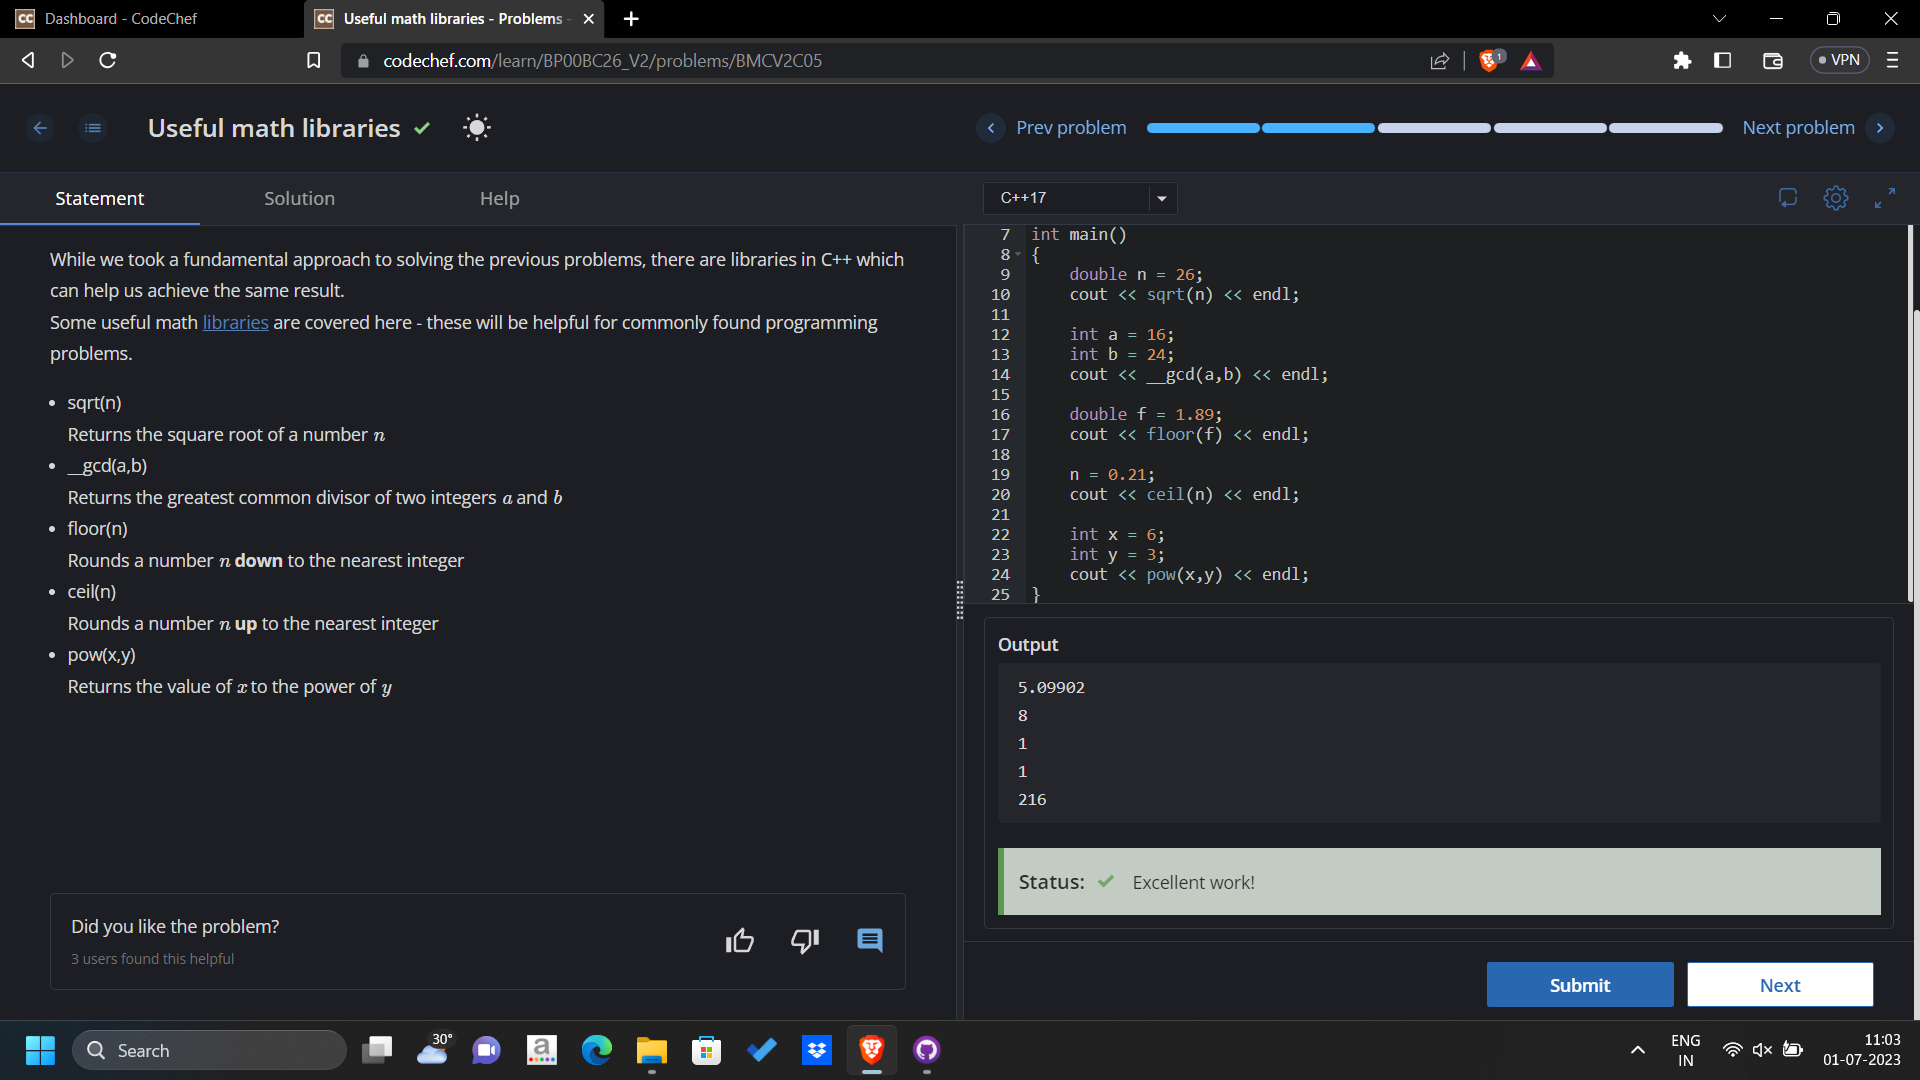 Dashboard - CodeChef
Useful math libraries - Problems
codechef.com/learn/BP00BC26_V2/problems/BMCV2C05
1
VPN
Useful math libraries
Prev problem
Next problem
Statement
Solution
Help
C++17
While we took a fundamental approach to solving the previous problems, there are libraries in C++ which
can help us achieve the same result.
Some useful math libraries are covered here - these will be helpful for commonly found programming
problems.
• sqrt(n)
Returns the square root of a number n
• __gcd(a,b)
Returns the greatest common divisor of two integers a and b
• floor(n)
Rounds a number n down to the nearest integer
• ceil(n)
Rounds a number n up to the nearest integer
• pow(x,y)
Returns the value of x to the power of y
Did you like the problem?
3 users found this helpful
7 int main()
8 {
9 double n = 26;
10 cout << sqrt(n) << endl;
11
12 int a = 16;
13 int b = 24;
14 cout << __gcd(a,b) << endl;
15
16 double f = 1.89;
17 cout << floor(f) << endl;
18
19 n = 0.21;
20 cout << ceil(n) << endl;
21
22 int x = 6;
23 int y = 3;
24 cout << pow(x,y) << endl;
25 }
Output
5.09902
8
1
1
216
Status: Excellent work!
Submit
Next
Search
30°
ENG
IN
11:03
01-07-2023